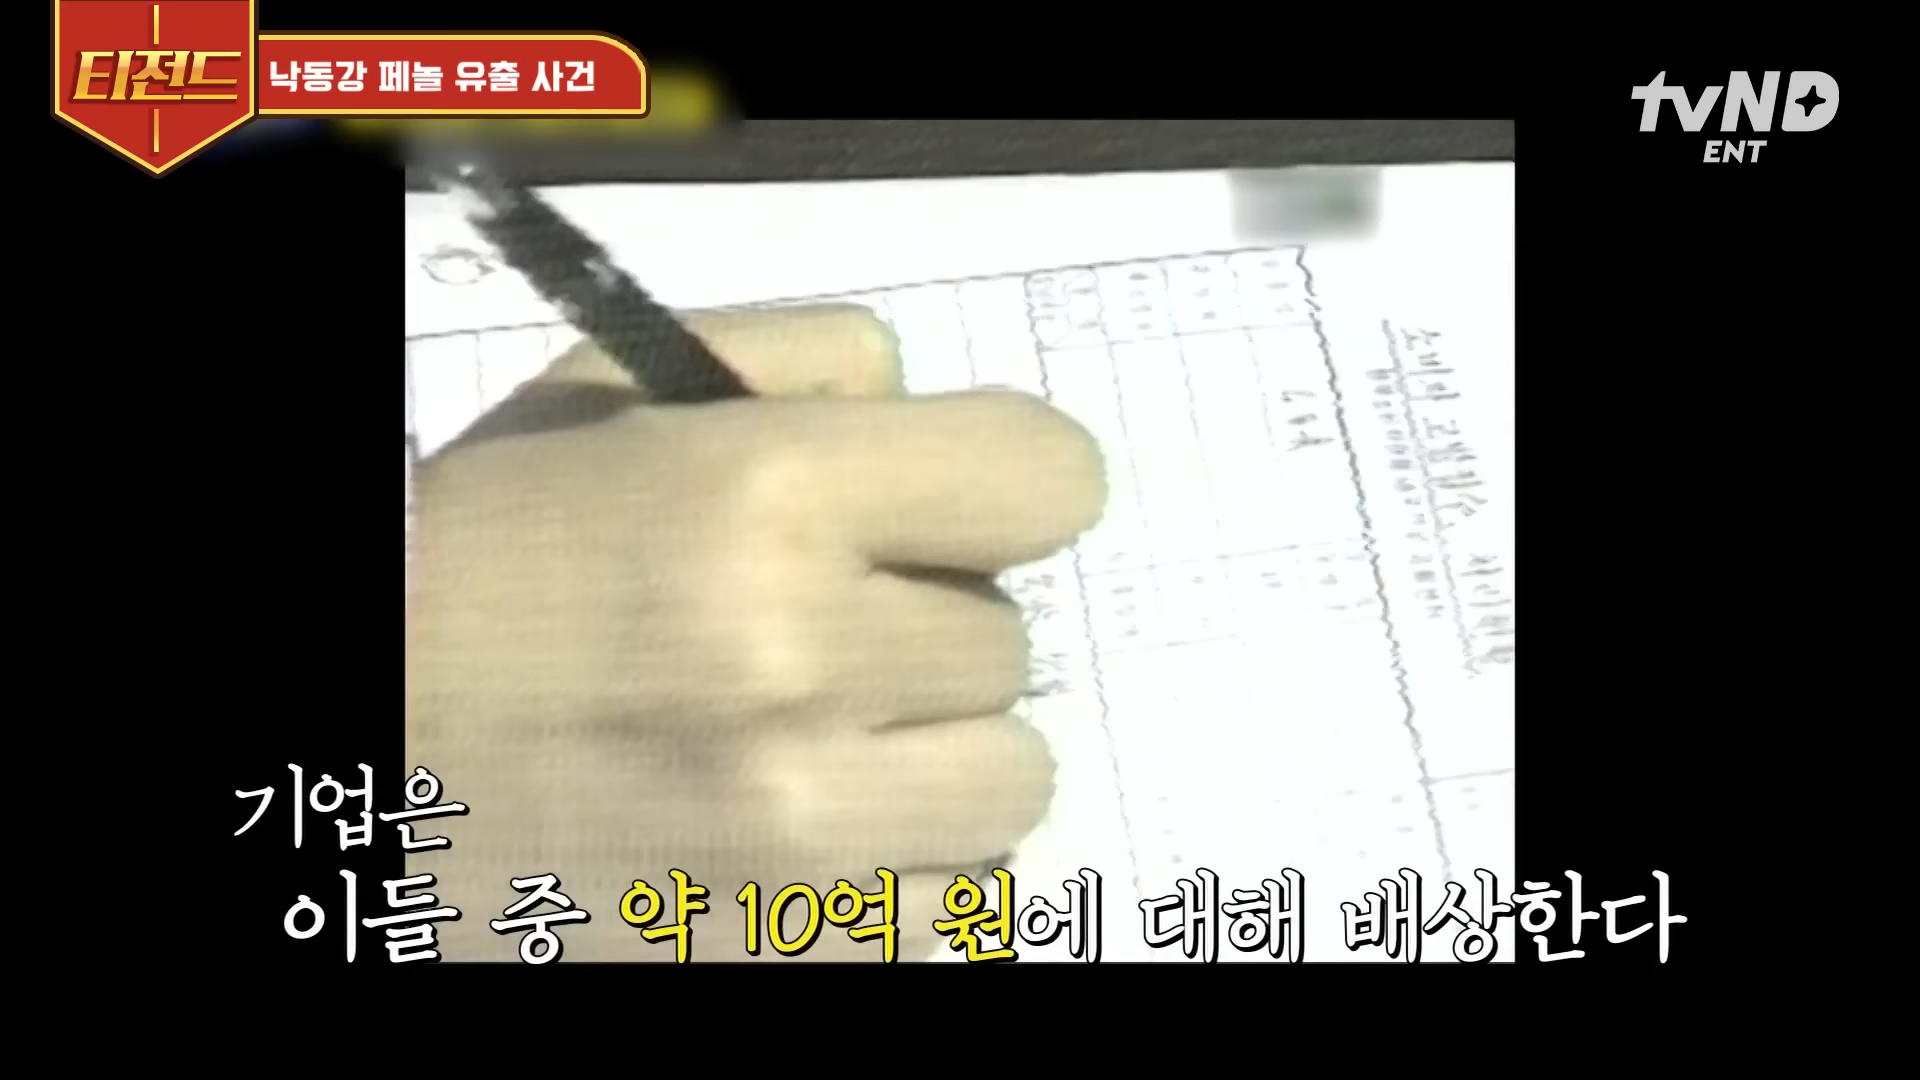 티전드
낙동강 페놀 유출 사건
tvND
ENT
기업은
이들 중 약 10억 원에 대해 배상한다